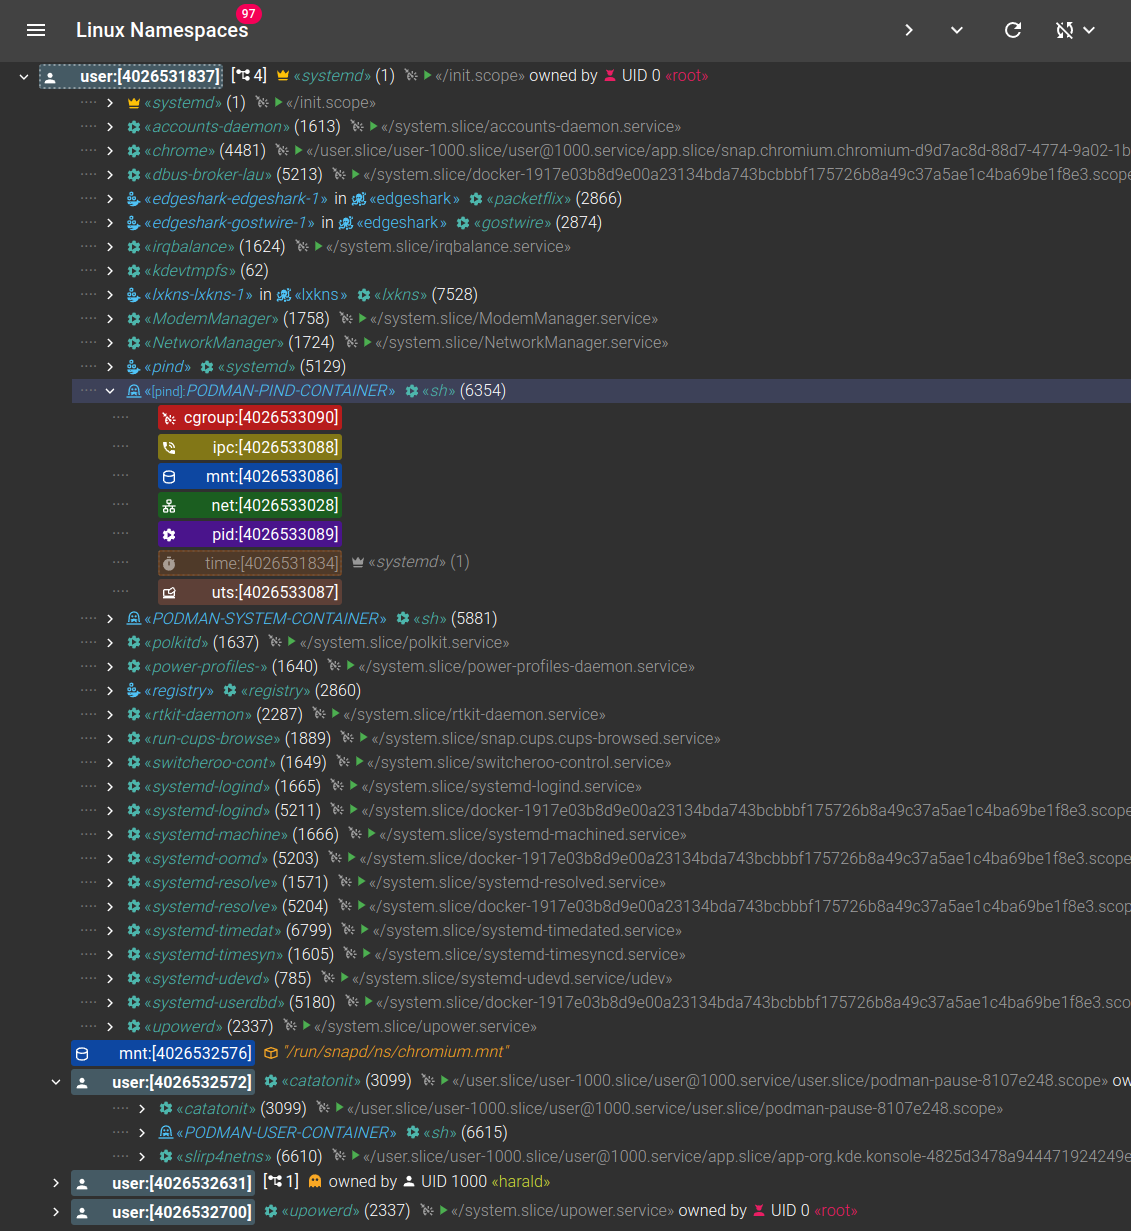 97
Linux Namespaces
user:[4026531837] [4] «systemd» (1) «/init.scope» owned by UID 0 «root»
«systemd» (1) «/init.scope»
«accounts-daemon» (1613) «/system.slice/accounts-daemon.service»
«chrome» (4481) «/user.slice/user-1000.slice/user@1000.service/app.slice/snap.chromium.chromium-d9d7ac8d-88d7-4774-9a02-1b
«dbus-broker-lau» (5213) «/system.slice/docker-1917e03b8d9e00a23134bda743bcbbbf175726b8a49c37a5ae1c4ba69be1f8e3.scope
«edgeshark-edgeshark-1» in «edgeshark» «packetflix» (2866)
«edgeshark-gostwire-1» in «edgeshark» «gostwire» (2874)
«irqbalance» (1624) «/system.slice/irqbalance.service»
«kdevtmpfs» (62)
«lxkns-lxkns-1» in «lxkns» «lxkns» (7528)
«ModemManager» (1758) «/system.slice/ModemManager.service»
«NetworkManager» (1724) «/system.slice/NetworkManager.service»
«pind» «systemd» (5129)
«[pind]:PODMAN-PIND-CONTAINER» «sh» (6354)
cgroup:[4026533090]
ipc:[4026533088]
mnt:[4026533086]
net:[4026533028]
pid:[4026533089]
time:[4026531834] «systemd» (1)
uts:[4026533087]
«PODMAN-SYSTEM-CONTAINER» «sh» (5881)
«polkitd» (1637) «/system.slice/polkit.service»
«power-profiles-» (1640) «/system.slice/power-profiles-daemon.service»
«registry» «registry» (2860)
«rtkit-daemon» (2287) «/system.slice/rtkit-daemon.service»
«run-cups-browse» (1889) «/system.slice/snap.cups.cups-browsed.service»
«switcheroo-cont» (1649) «/system.slice/switcheroo-control.service»
«systemd-logind» (1665) «/system.slice/systemd-logind.service»
«systemd-logind» (5211) «/system.slice/docker-1917e03b8d9e00a23134bda743bcbbbf175726b8a49c37a5ae1c4ba69be1f8e3.scope
«systemd-machine» (1666) «/system.slice/systemd-machined.service»
«systemd-oomd» (5203) «/system.slice/docker-1917e03b8d9e00a23134bda743bcbbbf175726b8a49c37a5ae1c4ba69be1f8e3.scope
«systemd-resolve» (1571) «/system.slice/systemd-resolved.service»
«systemd-resolve» (5204) «/system.slice/docker-1917e03b8d9e00a23134bda743bcbbbf175726b8a49c37a5ae1c4ba69be1f8e3.scop
«systemd-timedat» (6799) «/system.slice/systemd-timedated.service»
«systemd-timesyn» (1605) «/system.slice/systemd-timesyncd.service»
«systemd-udevd» (785) «/system.slice/systemd-udevd.service/udev»
«systemd-userdbd» (5180) «/system.slice/docker-1917e03b8d9e00a23134bda743bcbbbf175726b8a49c37a5ae1c4ba69be1f8e3.sco
«upowerd» (2337) «/system.slice/upower.service»
mnt:[4026532576] "/run/snapd/ns/chromium.mnt"
user:[4026532572] «catatonit» (3099) «/user.slice/user-1000.slice/user@1000.service/user.slice/podman-pause-8107e248.scope» ow
«catatonit» (3099) «/user.slice/user-1000.slice/user@1000.service/user.slice/podman-pause-8107e248.scope»
«PODMAN-USER-CONTAINER» «sh» (6615)
«slirp4netns» (6610) «/user.slice/user-1000.slice/user@1000.service/app.slice/app-org.kde.konsole-4825d3478a944471924249e
user:[4026532631] [1] owned by UID 1000 «harald»
user:[4026532700] «upowerd» (2337) «/system.slice/upower.service» owned by UID 0 «root»